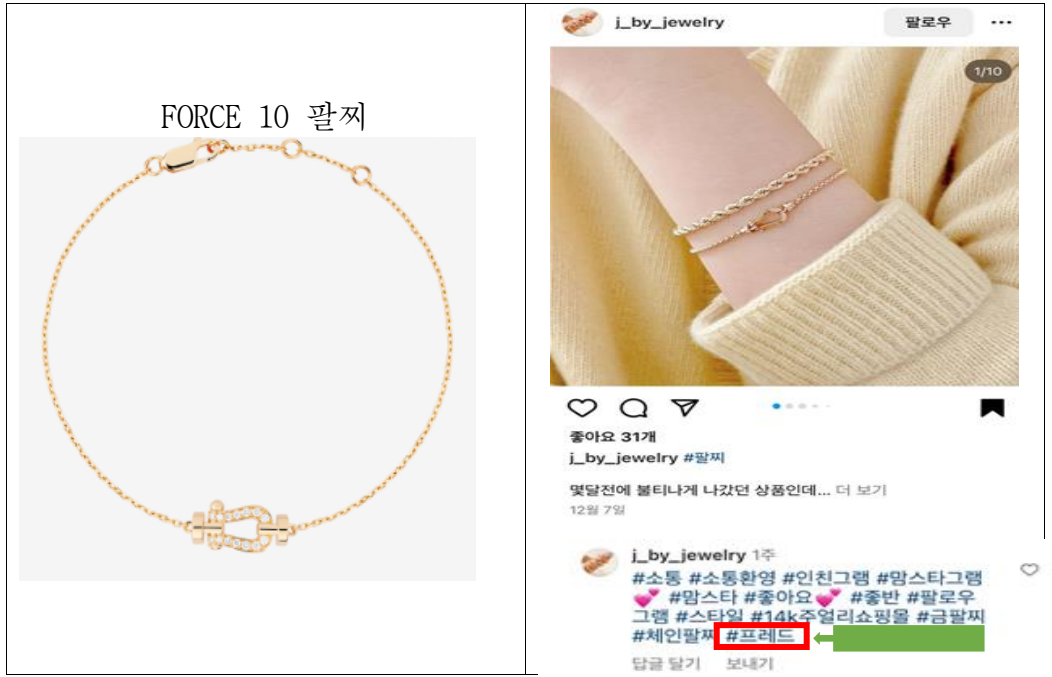 FORCE 10 팔찌
j_by_jewelry
팔로우
1/10
좋아요 31개
j_by_jewelry #팔찌
몇달전에 불티나게 나갔던 상품인데... 더 보기
12월 7일
j_by_jewelry 1주
#소통 #소통환영 #인친그램 #맘스타그램
💕 #맘스타 #좋아요💕 #좋반 #팔로우
그램 #스타일 #14k주얼리쇼핑몰 #금팔찌
#체인팔찌 #프레드
답글 달기 보내기